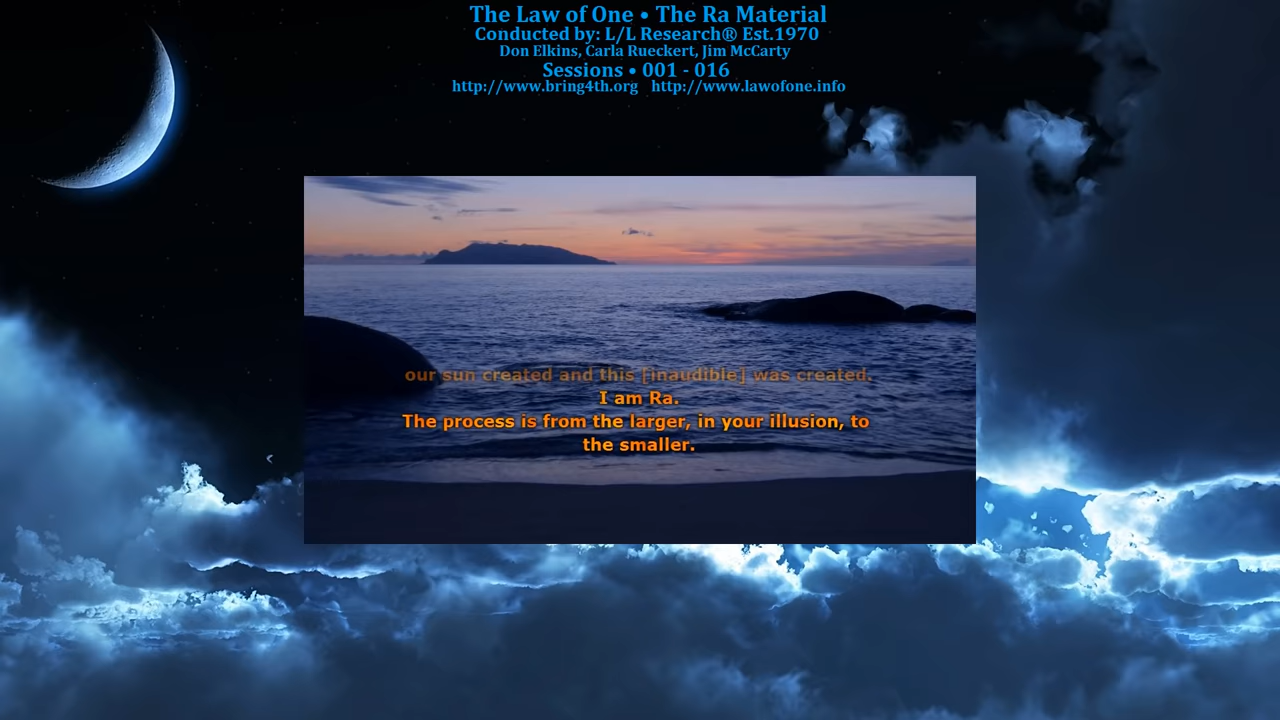 The Law of One • The Ra Material
Conducted by: L/L Research® Est.1970
Don Elkins, Carla Rueckert, Jim McCarty
Sessions • 001 - 016
http://www.bring4th.org http://www.lawofone.info
our sun created and this [inaudible] was created.
I am Ra.
The process is from the larger, in your illusion, to
the smaller.